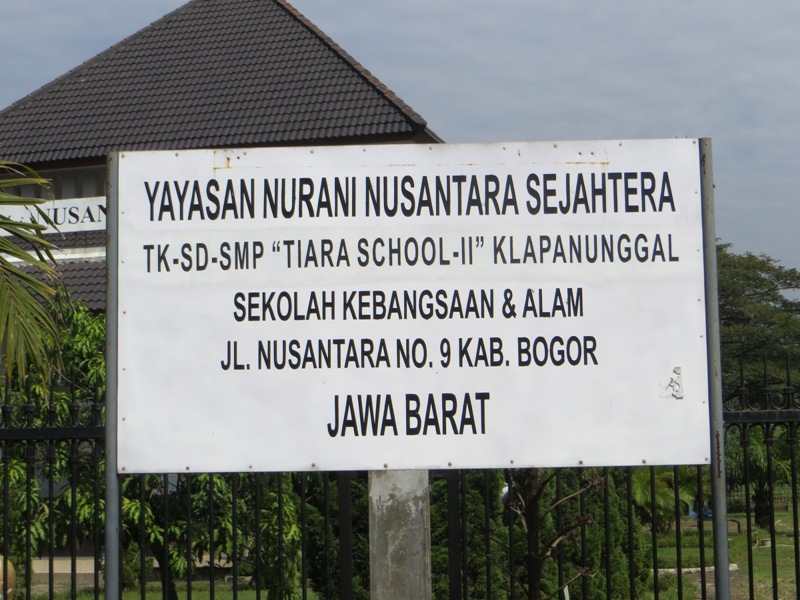 YAYASAN NURANI NUSANTARA SEJAHTERA
TK-SD-SMP “TIARA SCHOOL-II” KLAPANUNGGAL
SEKOLAH KEBANGSAAN & ALAM
JL. NUSANTARA NO. 9 KAB. BOGOR
JAWA BARAT